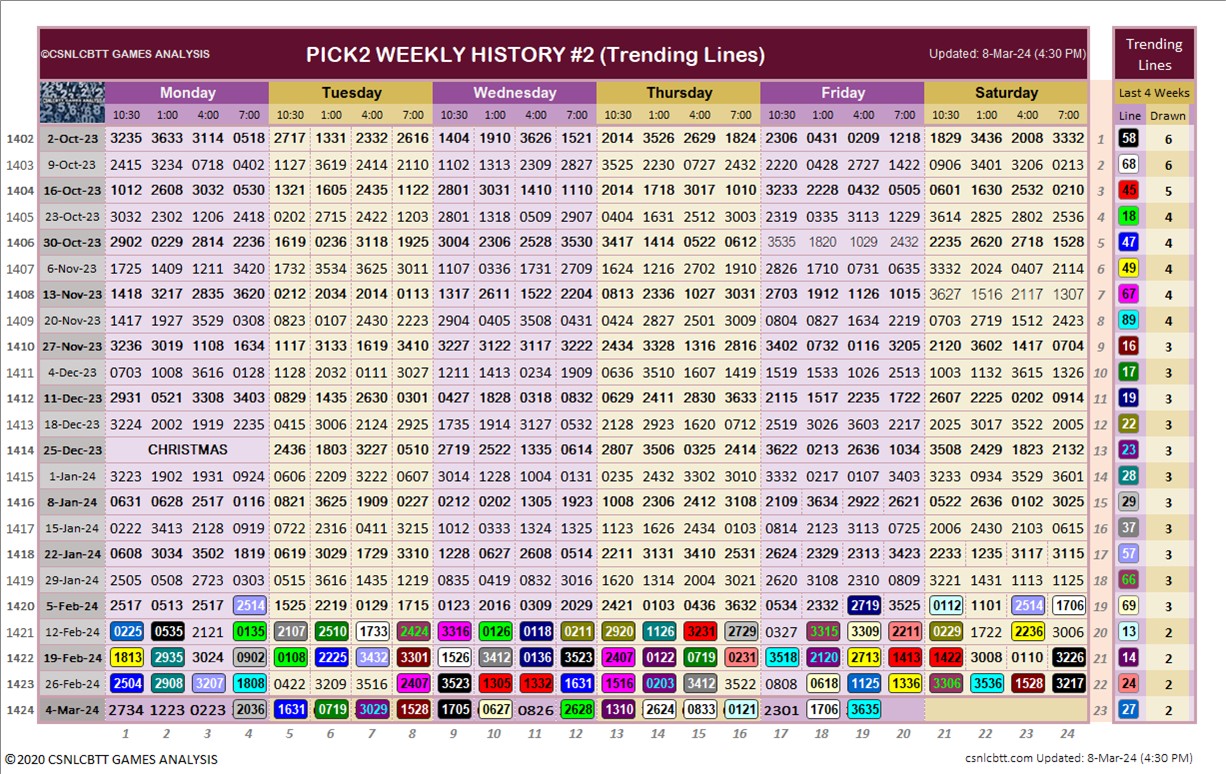 ©CSNLCBTT GAMES ANALYSIS PICK2 WEEKLY HISTORY #2 (Trending Lines) Updated: 8-Mar-24 (4:30 PM)
Trending Lines
Monday Tuesday Wednesday Thursday Friday Saturday Last 4 Weeks
10:30 1:00 4:00 7:00 10:30 1:00 4:00 7:00 10:30 1:00 4:00 7:00 10:30 1:00 4:00 7:00 10:30 1:00 4:00 7:00 10:30 1:00 4:00 7:00 Line Drawn
1402 2-Oct-23 3235 3633 3114 0518 2717 1331 2332 2616 1404 1910 3626 1521 2014 3526 2629 1824 2306 0431 0209 1218 1829 3436 2008 3332 1 58 6
1403 9-Oct-23 2415 3234 0718 0402 1127 3619 2414 2110 1102 1313 2309 2827 3525 2230 0727 2432 2220 0428 2727 1422 0906 3401 3206 0213 2 68 6
1404 16-Oct-23 1012 2608 3032 0530 1321 1605 2435 1122 2801 3031 1410 1110 2014 1718 3017 1010 3233 2228 0432 0505 0601 1630 2532 0210 3 45 5
1405 23-Oct-23 3032 2302 1206 2418 0202 2715 2422 1203 2801 1318 0509 2907 0404 1631 2512 3003 2319 0335 3113 1229 3614 2825 2802 2536 4 18 4
1406 30-Oct-23 2902 0229 2814 2236 1619 0236 3118 1925 3004 2306 2528 3530 3417 1414 0522 0612 3535 1820 1029 2432 2235 2620 2718 1528 5 47 4
1407 6-Nov-23 1725 1409 1211 3420 1732 3534 3625 3011 1107 0336 1731 2709 1624 1216 2702 1910 2826 1710 0731 0635 3332 2024 0407 2114 6 49 4
1408 13-Nov-23 1418 3217 2835 3620 0212 2034 2014 0113 1317 2611 1522 2204 0813 2336 1027 3031 2703 1912 1126 1015 3627 1516 2117 1307 7 67 4
1409 20-Nov-23 1417 1927 3529 0308 0823 0107 2430 2223 2904 0405 3508 0431 0424 2827 2501 3009 0804 0827 1634 2219 0703 2719 1512 2423 8 89 4
1410 27-Nov-23 3236 3019 1108 1634 1117 3133 1619 3410 3227 3122 3117 3222 2434 3328 1316 2816 3402 0732 0116 3205 2120 3602 1417 0704 9 16 3
1411 4-Dec-23 0703 1008 3616 0128 1128 2032 0111 3027 1211 1413 0234 1909 0636 3510 1607 1419 1519 1533 1026 2513 1003 1132 3615 1326 10 17 3
1412 11-Dec-23 2931 0521 3308 3403 0829 1435 2630 0301 0427 1828 0318 0832 0629 2411 2830 3633 2115 1517 2235 1722 2607 2225 0202 0914 11 19 3
1413 18-Dec-23 3224 0532 1920 2235 0415 3006 2124 2925 1735 1914 3127 0532 2128 2923 1620 0712 2519 3026 3603 2217 2025 3017 3522 2005 12 22 3
1414 25-Dec-23 CHRISTMAS 2436 1803 3227 0510 2719 2522 1335 0614 2807 3506 0325 2414 3622 0213 2636 1034 3508 2429 1823 2132 13 23 3
1415 1-Jan-24 3223 1902 1931 0924 0606 2209 3222 0607 3014 1228 1004 0131 0235 2432 3802 3010 3332 0217 0107 3403 3233 0934 3529 3601 14 28 3
1416 8-Jan-24 0631 0628 2517 0116 0821 3625 1909 0227 0212 0202 1305 1923 1008 2306 2412 3108 2109 3634 2922 2621 0522 2636 0102 3025 15 29 3
1417 15-Jan-24 0222 3413 2128 0919 0722 2316 0411 3215 1012 0333 1324 1325 1123 1626 2434 0103 0814 2123 3113 0725 2006 2430 2103 0615 16 37 3
1418 22-Jan-24 0608 3034 3502 1819 0619 3029 1729 3310 1228 0627 2608 0514 2211 3131 3410 2531 2624 2329 2313 3423 2233 1235 3117 3115 17 57 3
1419 29-Jan-24 2505 0508 2723 0303 0515 3616 1435 1219 0835 0419 0832 3016 1620 1314 2004 3021 2620 3108 2310 0809 3221 1431 1113 1125 18 66 3
1420 5-Feb-24 2517 0513 2517 2514 1525 2219 0129 1715 0123 2016 0309 2029 2421 0103 0436 3632 0534 2332 2719 3525 0112 1101 2514 1706 19 69 3
1421 12-Feb-24 0225 0535 2121 0135 2107 2510 1733 2424 3316 0126 0118 0211 2920 1126 3231 2729 0327 3315 3309 2211 0229 1722 2236 3006 20 13 2
1422 19-Feb-24 1813 2935 3024 0902 0108 2225 3432 3301 1526 3412 0136 3523 2407 0122 0719 0231 3518 2120 2713 1413 1422 3008 0110 3226 21 14 2
1423 26-Feb-24 2504 2908 3207 1808 0422 3209 3516 2407 3523 1305 1332 1631 1516 0203 3412 3522 0808 0618 1125 1336 3306 3536 1528 3217 22 24 2
1424 4-Mar-24 2734 1223 0223 2036 1631 0719 3029 1528 1705 0627 0826 2628 1310 2624 0833 0121 2301 1706 3635 23 27 2
1 2 3 4 5 6 7 8 9 10 11 12 13 14 15 16 17 18 19 20 21 22 23 24
©2020 CSNLCBTT GAMES ANALYSIS csnlcbtt.com Updated: 8-Mar-24 (4:30 PM)